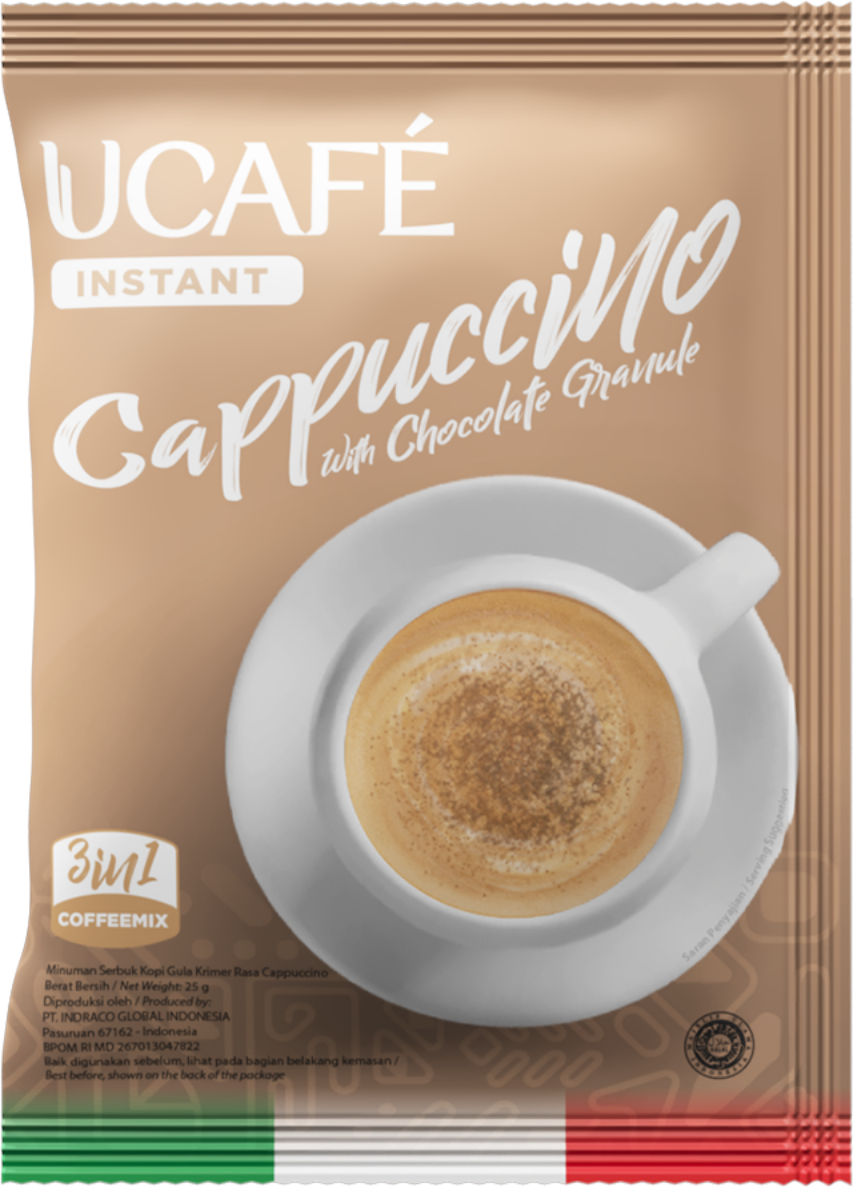 UCAFÉ
INSTANT
Cappuccino
with Chocolate Granule
3in1
COFFEEMIX
Saran Penyajian / Serving Suggestion
Minuman Serbuk Kopi Gula Krimer Rasa Cappuccino
Berat Bersih / Net Weight: 25 g
Diproduksi oleh / Produced by:
PT. INDRACO GLOBAL INDONESIA
Pasuruan 67162 - Indonesia
BPOM RI MD 267013047822
Baik digunakan sebelum, lihat pada bagian belakang kemasan /
Best before, shown on the back of the package